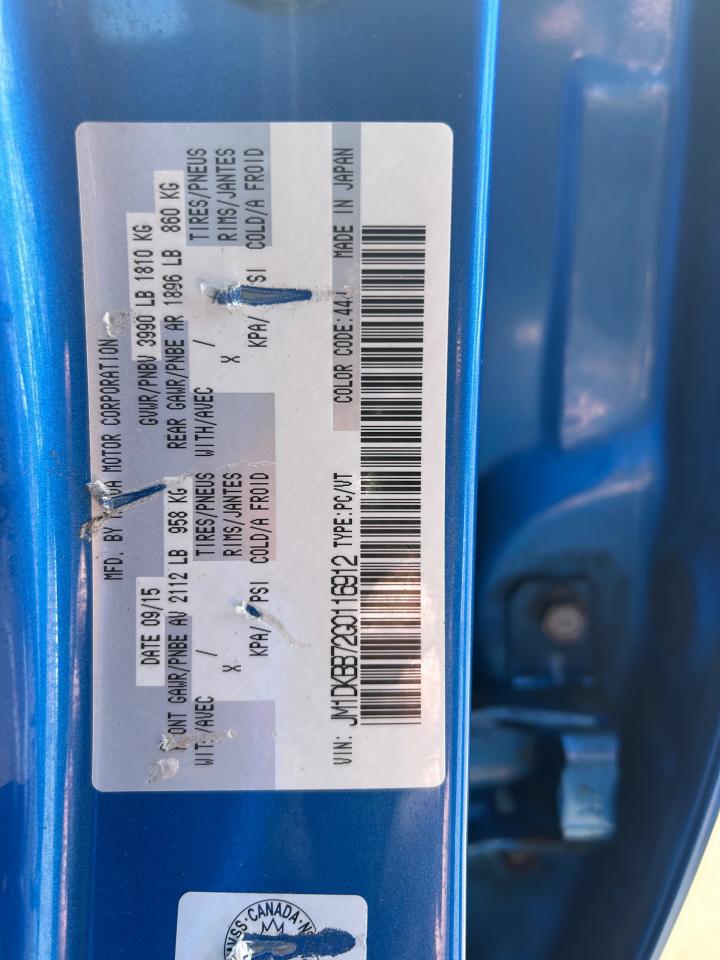 MFD. BY MAZDA MOTOR CORPORATION
DATE 09/15 GVWR/PNBV 3990 LB 1810 KG
ONT GAWR/PNBE AV 2112 LB 958 KG REAR GAWR/PNBE AR 1896 LB 860 KG
WITH/AVEC / TIRES/PNEUS WITH/AVEC / TIRES/PNEUS
X RIMS/JANTES X RIMS/JANTES
KPA/ PSI COLD/A FROID KPA/ SI COLD/A FROID
VIN: JM1DKBB72G0116912 TYPE:PC/VT COLOR CODE:44J MADE IN JAPAN
CANADA